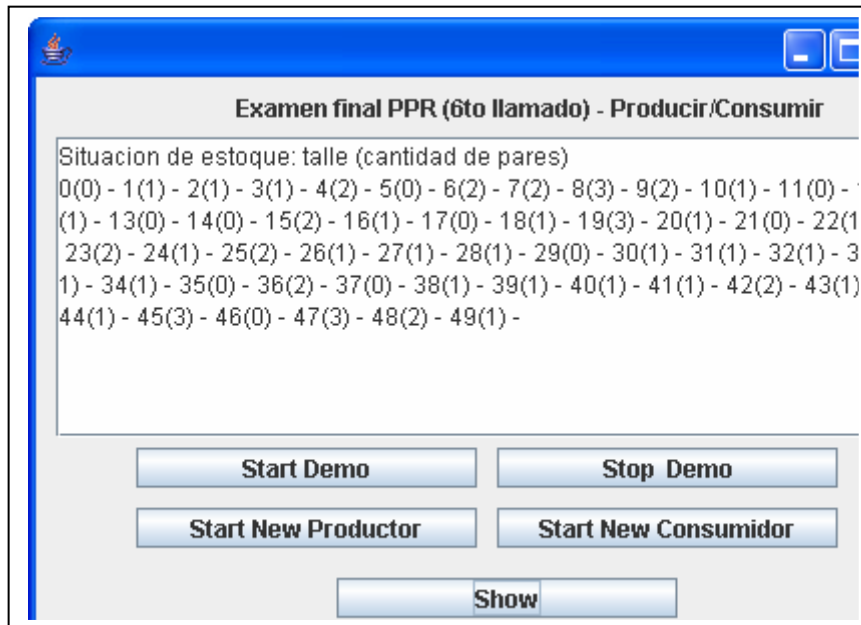 Examen final PPR (6to llamado) - Producir/Consumir
Situacion de estoque: talle (cantidad de pares)
0(0) - 1(1) - 2(1) - 3(1) - 4(2) - 5(0) - 6(2) - 7(2) - 8(3) - 9(2) - 10(1) - 11(0) -
(1) - 13(0) - 14(0) - 15(2) - 16(1) - 17(0) - 18(1) - 19(3) - 20(1) - 21(0) - 22(1
23(2) - 24(1) - 25(2) - 26(1) - 27(1) - 28(1) - 29(0) - 30(1) - 31(1) - 32(1) - 3
1) - 34(1) - 35(0) - 36(2) - 37(0) - 38(1) - 39(1) - 40(1) - 41(1) - 42(2) - 43(1)
44(1) - 45(3) - 46(0) - 47(3) - 48(2) - 49(1) -
Start Demo
Stop Demo
Start New Productor
Start New Consumidor
Show